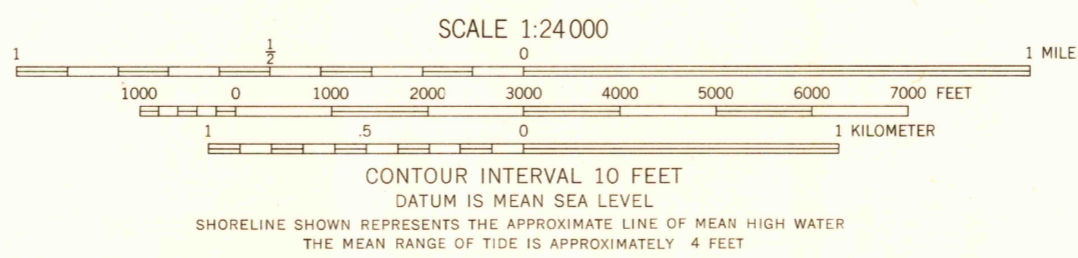 SCALE 1:24 000
1 1/2 0 1 MILE
1000 0 1000 2000 3000 4000 5000 6000 7000 FEET
1 .5 0 1 KILOMETER
CONTOUR INTERVAL 10 FEET
DATUM IS MEAN SEA LEVEL
SHORELINE SHOWN REPRESENTS THE APPROXIMATE LINE OF MEAN HIGH WATER
THE MEAN RANGE OF TIDE IS APPROXIMATELY 4 FEET